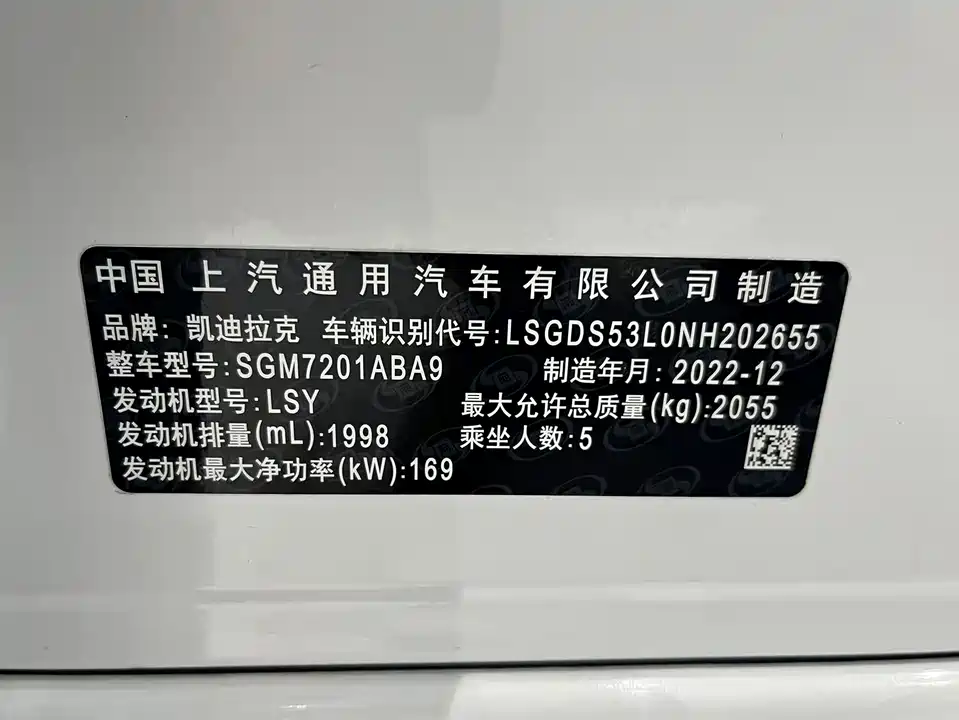 中国 上汽通用汽车有限公司制造
品牌: 凯迪拉克 车辆识别代号:LSGDS53L0NH202655
整车型号:SGM7201ABA9 制造年月: 2022-12
发动机型号:LSY 最大允许总质量(kg):2055
发动机排量(mL):1998 乘坐人数:5
发动机最大净功率(kW):169